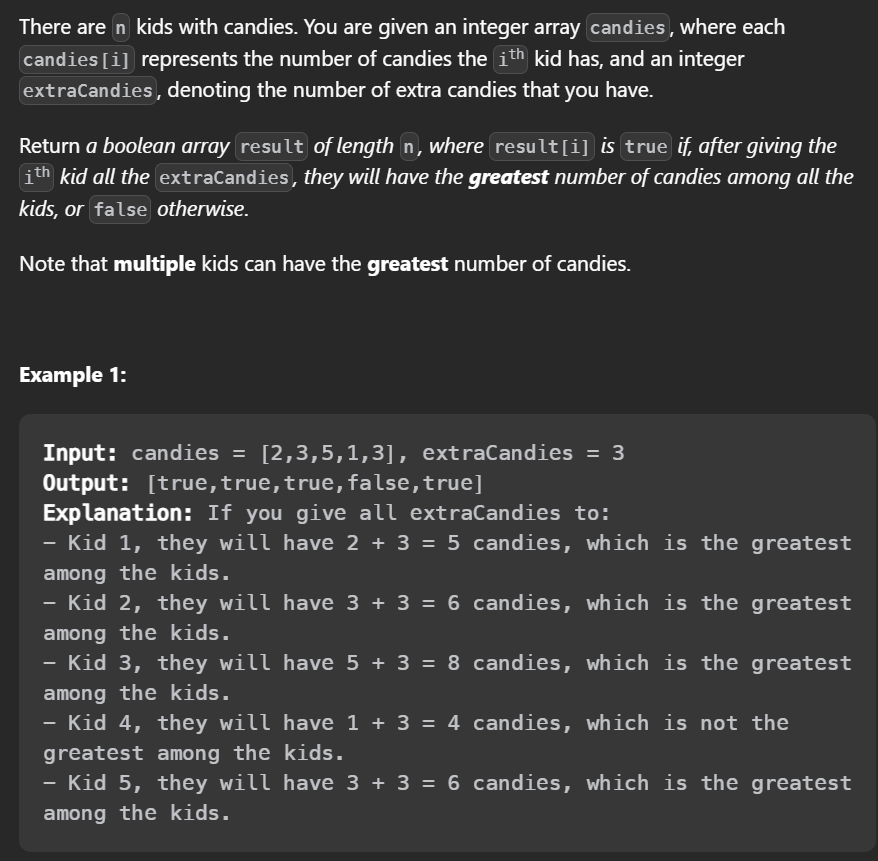 There are n kids with candies. You are given an integer array candies, where each
candies[i] represents the number of candies the ith kid has, and an integer
extraCandies, denoting the number of extra candies that you have.
Return a boolean array result of length n, where result[i] is true if, after giving the
ith kid all the extraCandies, they will have the greatest number of candies among all the
kids, or false otherwise.
Note that multiple kids can have the greatest number of candies.
Example 1:
Input: candies = [2,3,5,1,3], extraCandies = 3
Output: [true,true,true,false,true]
Explanation: If you give all extraCandies to:
- Kid 1, they will have 2 + 3 = 5 candies, which is the greatest
among the kids.
- Kid 2, they will have 3 + 3 = 6 candies, which is the greatest
among the kids.
- Kid 3, they will have 5 + 3 = 8 candies, which is the greatest
among the kids.
- Kid 4, they will have 1 + 3 = 4 candies, which is not the
greatest among the kids.
- Kid 5, they will have 3 + 3 = 6 candies, which is the greatest
among the kids.